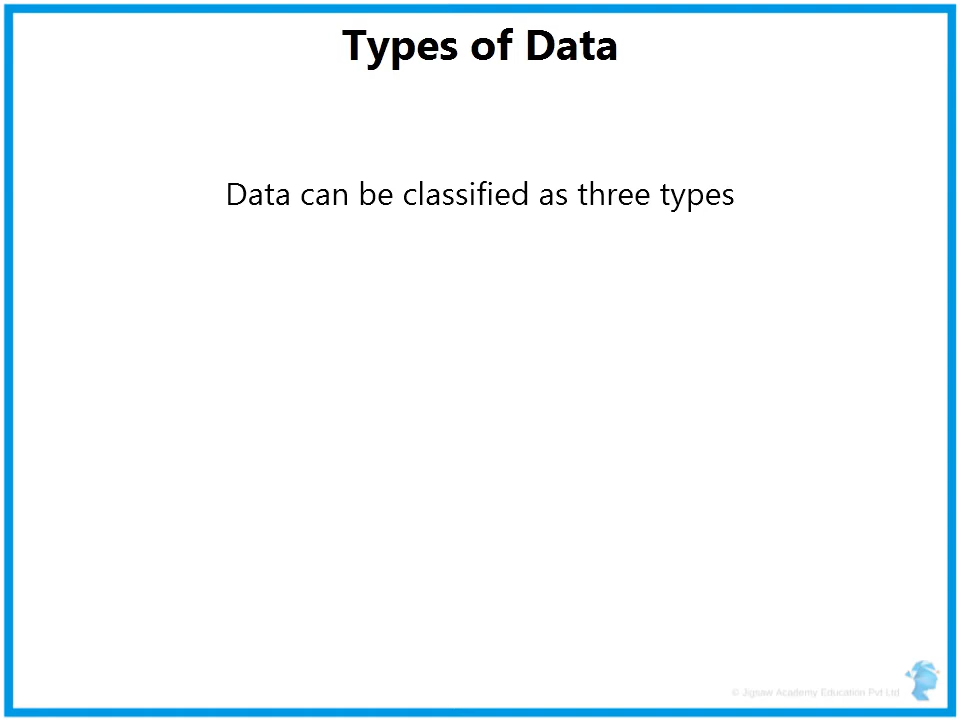 Types of Data
Data can be classified as three types
© Jigsaw Academy Education Pvt Ltd